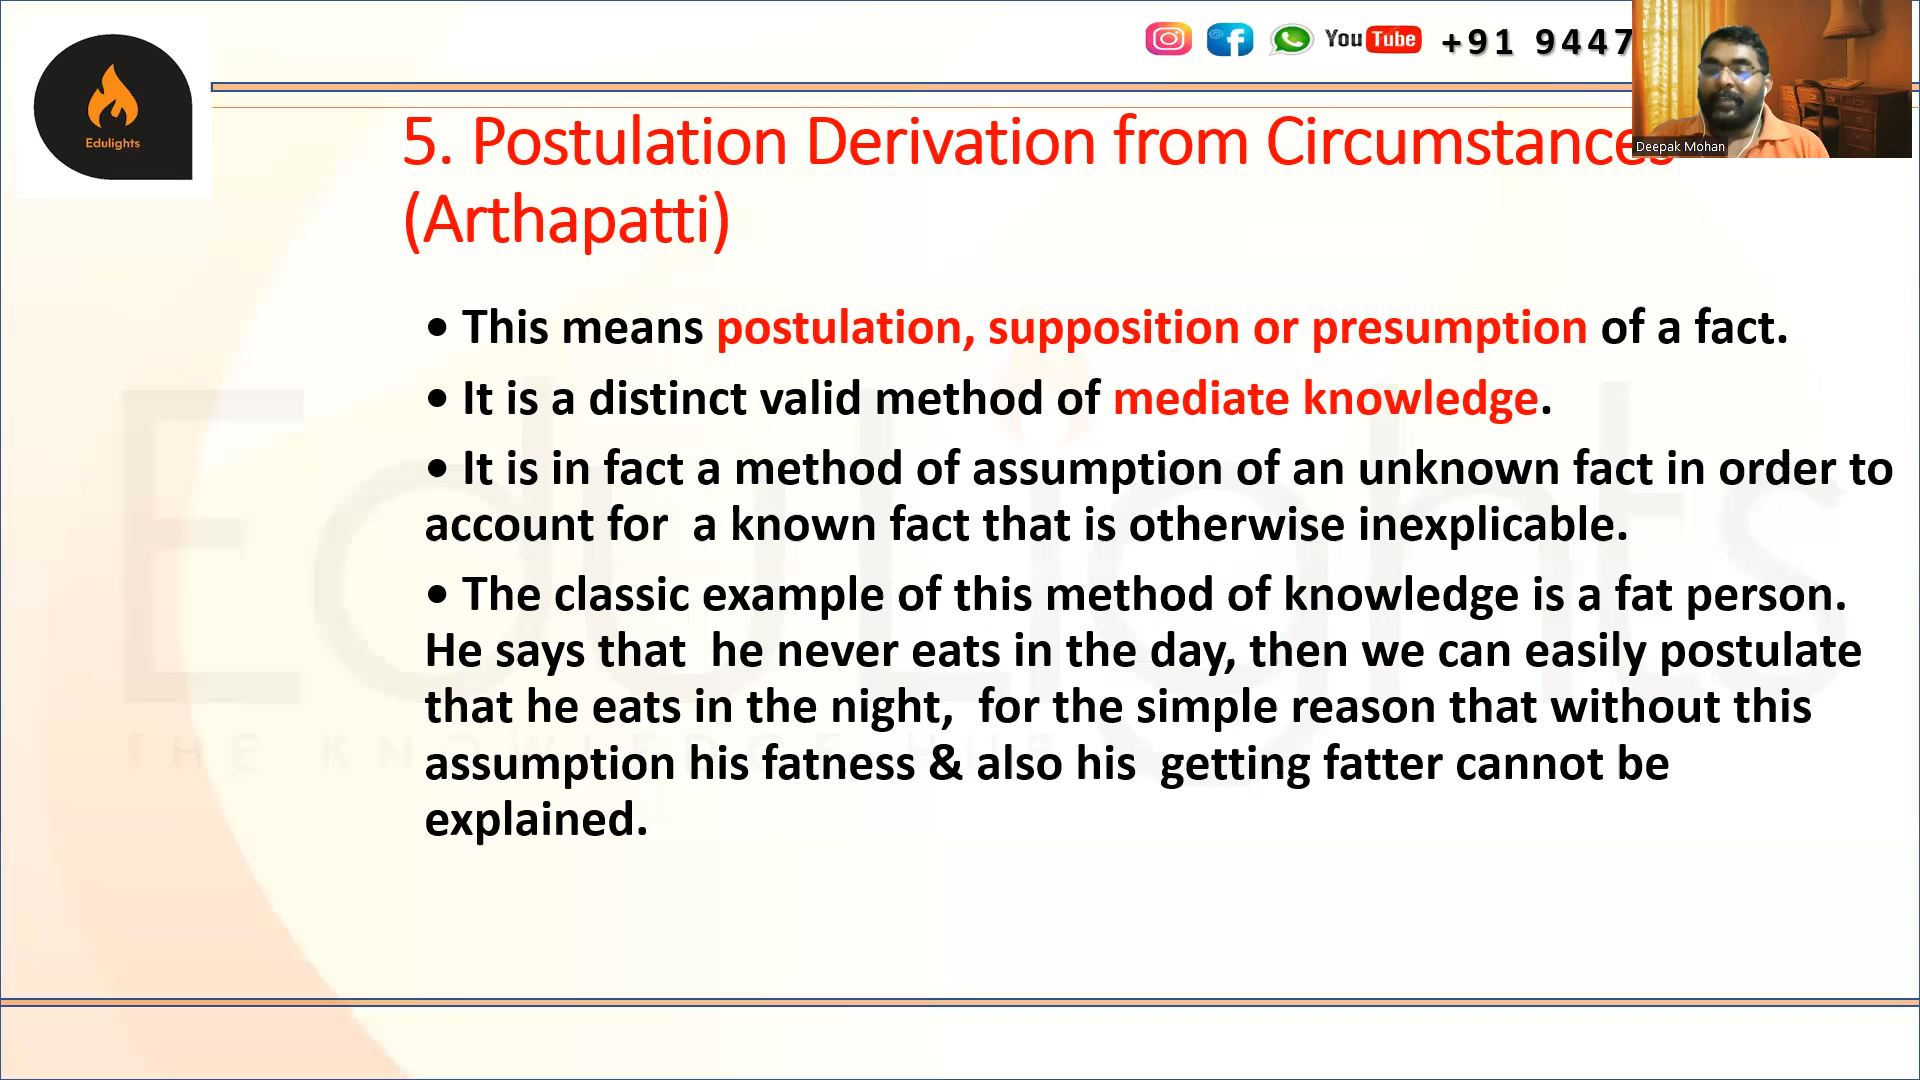 Edulights
You Tube
+91 9447
5. Postulation Derivation from Circumstances
(Arthapatti)
Deepak Mohan
• This means postulation, supposition or presumption of a fact.
• It is a distinct valid method of mediate knowledge.
• It is in fact a method of assumption of an unknown fact in order to
account for a known fact that is otherwise inexplicable.
• The classic example of this method of knowledge is a fat person.
He says that he never eats in the day, then we can easily postulate
that he eats in the night, for the simple reason that without this
assumption his fatness & also his getting fatter cannot be
explained.
EduLights
THE KNOWLEDGE HUB